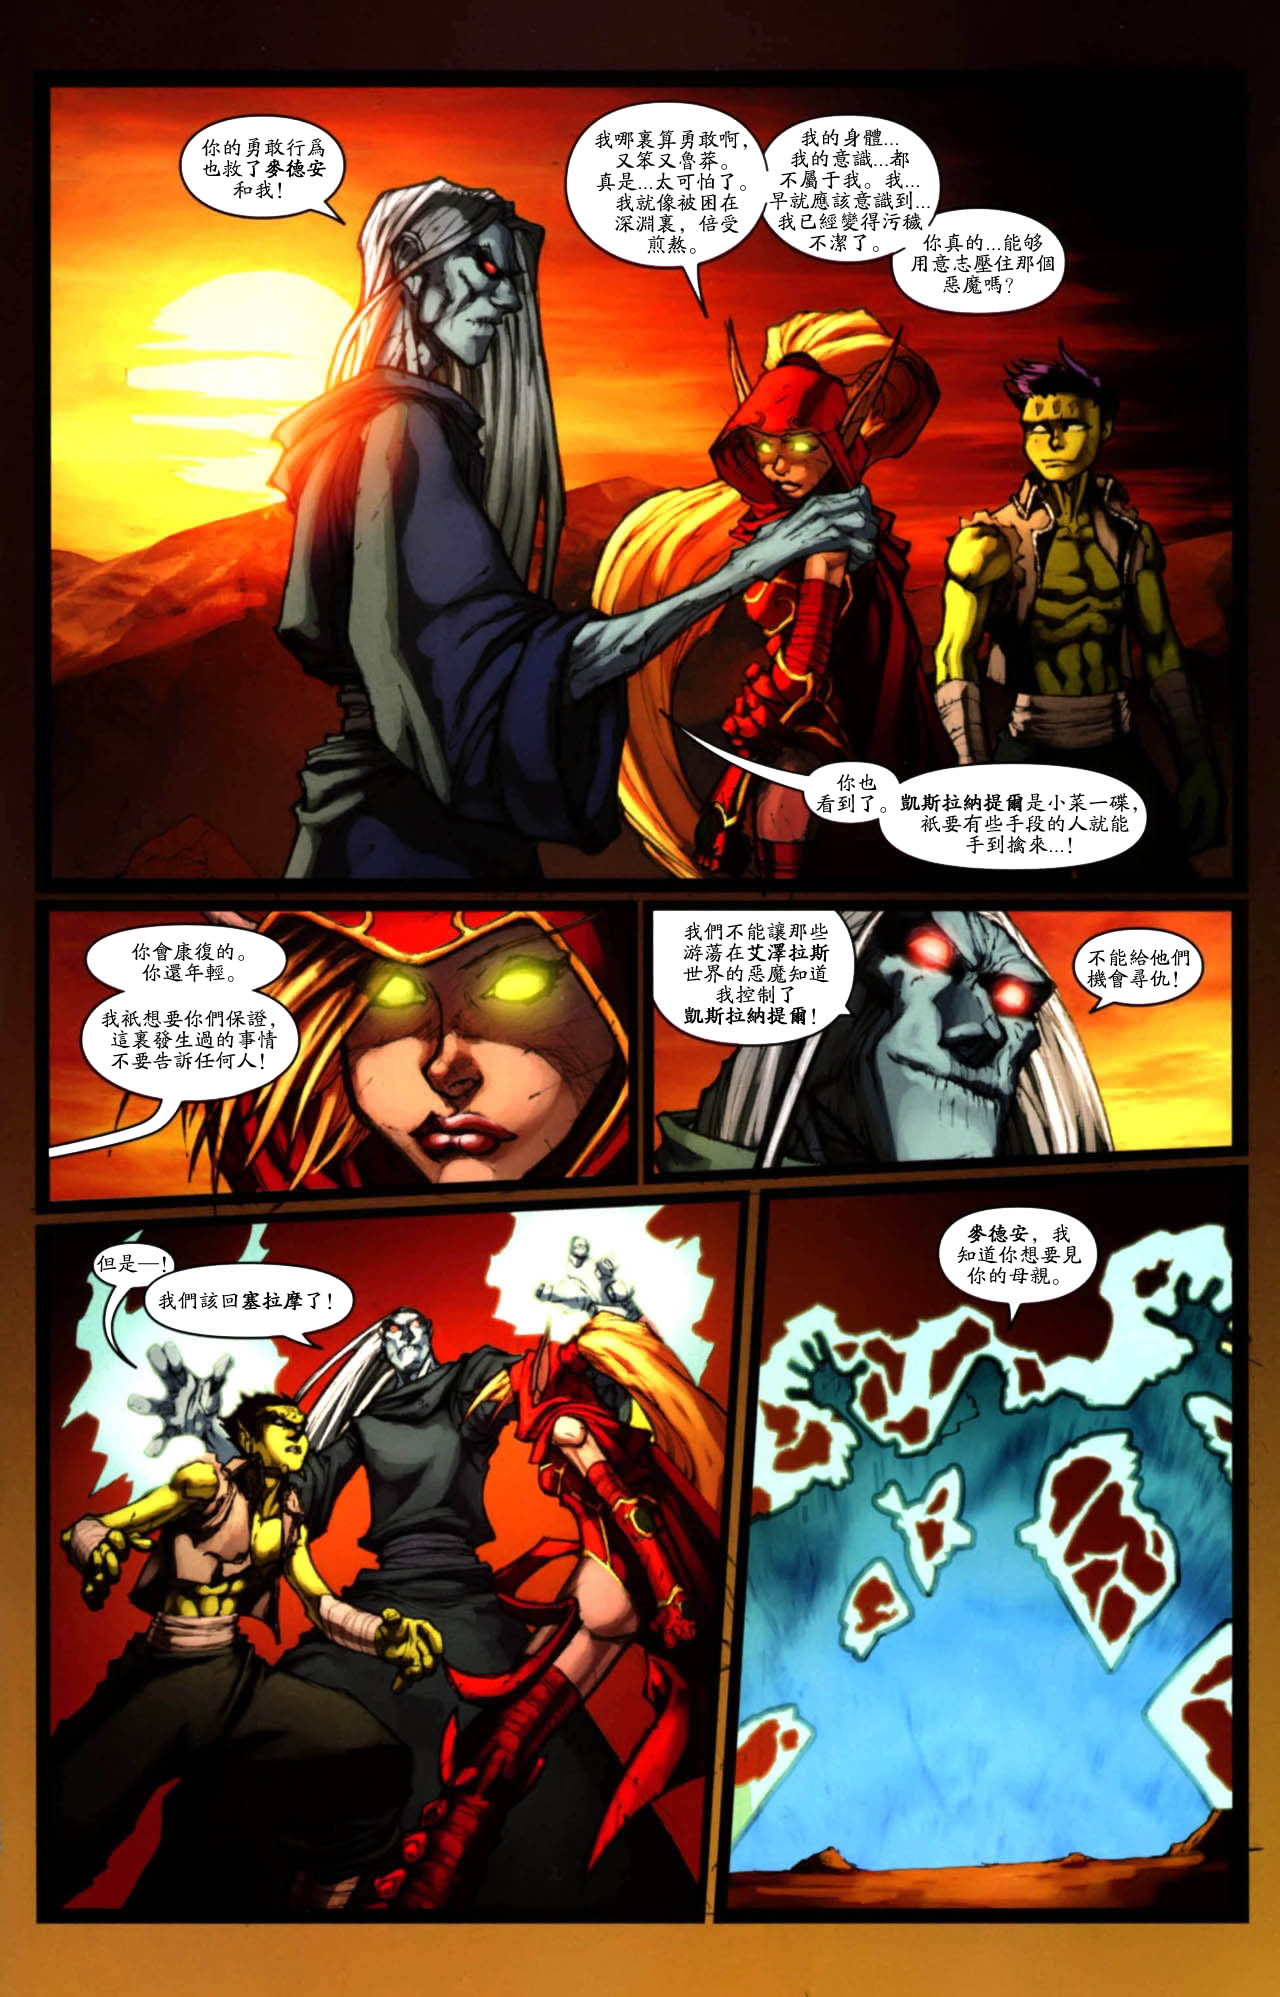 你的勇敢行爲
也救了麥德安
和我！
我哪裏算勇敢啊，
又笨又魯莽。
真是…太可怕了。
我就像被困在
深淵裏，倍受
煎熬。
我的身體…
我的意識…都
不屬于我。我…
早就應該意識到…
我已經變得污穢
不潔了。
你真的…能够
用意志壓住那個
惡魔嗎？
你也
看到了。
凱斯拉納提爾是小菜一碟，
衹要有些手段的人就能
手到擒來…！
你會康復的。
你還年輕。
我衹想要你們保證，
這裏發生過的事情
不要告訴任何人！
我們不能讓那些
游荡在艾澤拉斯
世界的惡魔知道
我控制了
凱斯拉納提爾！
不能給他們
機會尋仇！
但是—！
我們該回塞拉摩了！
麥德安，我
知道你想要見
你的母親。